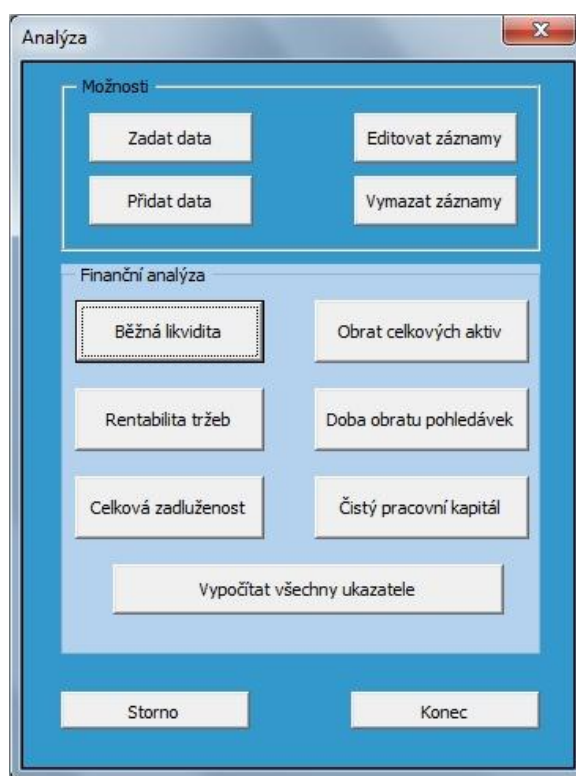 Analýza
Možnosti
Zadat data
Editovat záznamy
Přidat data
Vymazat záznamy
Finanční analýza
Běžná likvidita
Obrat celkových aktiv
Rentabilita tržeb
Doba obratu pohledávek
Celková zadluženost
Čistý pracovní kapitál
Vypočítat všechny ukazatele
Storno
Konec